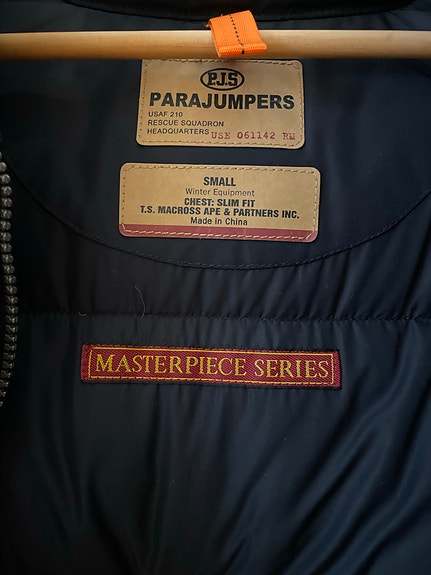 P.J.S
PARAJUMPERS
USAF 210
RESCUE SQUADRON
HEADQUARTERS USE 061142 RM
SMALL
Winter Equipment
CHEST: SLIM FIT
T.S. MACROSS APE & PARTNERS INC.
Made in China
MASTERPIECE SERIES